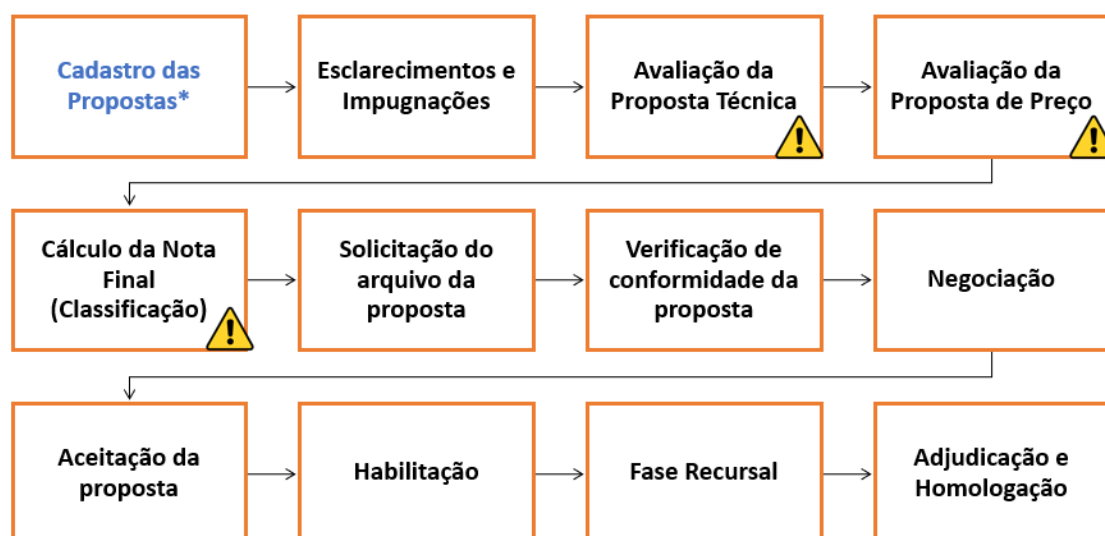 Cadastro das
Propostas*
Esclarecimentos e
Impugnações
Avaliação da
Proposta Técnica
Avaliação da
Proposta de Preço
Cálculo da Nota
Final
(Classificação)
Solicitação do
arquivo da
proposta
Verificação de
conformidade da
proposta
Negociação
Aceitação da
proposta
Habilitação
Fase Recursal
Adjudicação e
Homologação